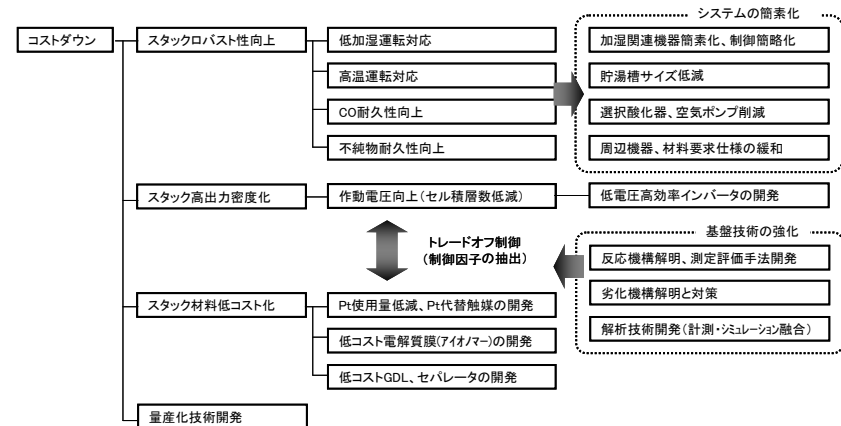 システムの簡素化
コストダウン
スタックロバスト性向上
低加湿運転対応
加湿関連機器簡素化、制御簡略化
高温運転対応
貯湯槽サイズ低減
CO耐久性向上
選択酸化器、空気ポンプ削減
不純物耐久性向上
周辺機器、材料要求仕様の緩和
スタック高出力密度化
作動電圧向上(セル積層数低減)
低電圧高効率インバータの開発
トレードオフ制御
(制御因子の抽出)
基盤技術の強化
反応機構解明、測定評価手法開発
劣化機構解明と対策
解析技術開発(計測・シミュレーション融合)
スタック材料低コスト化
Pt使用量低減、Pt代替触媒の開発
低コスト電解質膜(アイオノマー)の開発
低コストGDL、セパレータの開発
量産化技術開発